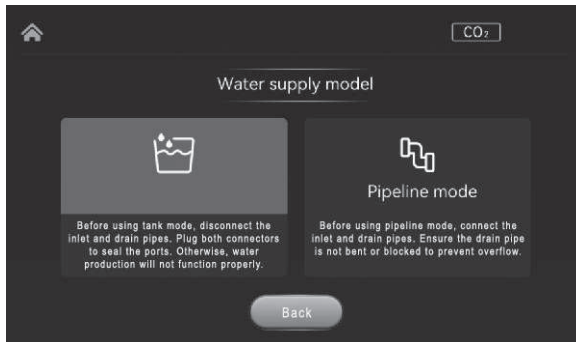 CO₂
Water supply model
Before using tank mode, disconnect the
inlet and drain pipes. Plug both connectors
to seal the ports. Otherwise, water
production will not function properly.
Pipeline mode
Before using pipeline mode, connect the
inlet and drain pipes. Ensure the drain pipe
is not bent or blocked to prevent overflow.
Back